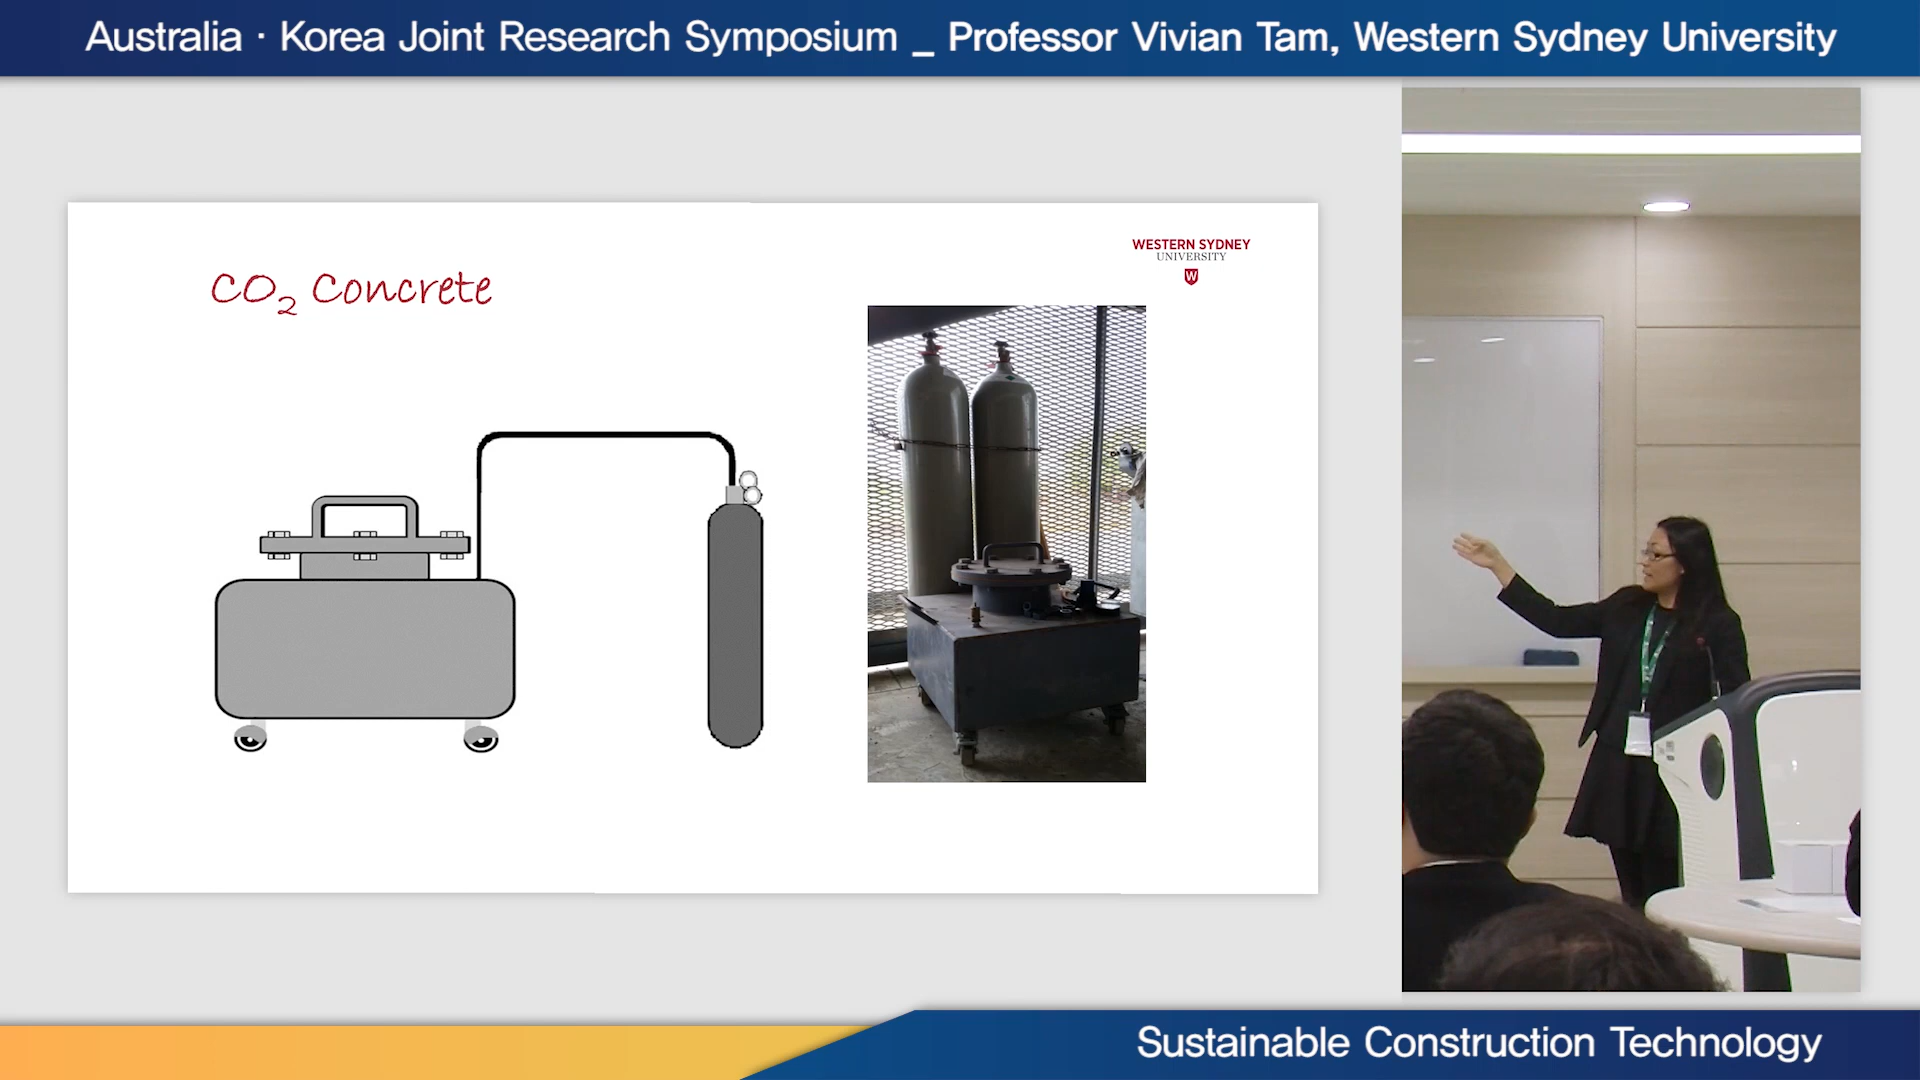 Australia · Korea Joint Research Symposium _ Professor Vivian Tam, Western Sydney University
WESTERN SYDNEY
UNIVERSITY
W
CO₂ Concrete
Sustainable Construction Technology